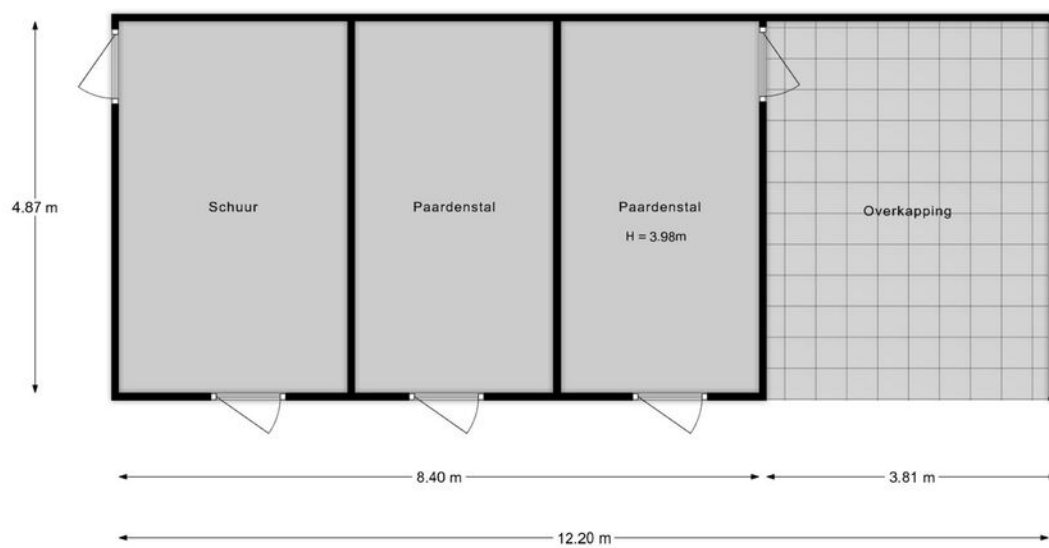 4.87 m
Schuur
Paardenstal
Paardenstal
H = 3.98m
Overkapping
8.40 m
3.81 m
12.20 m